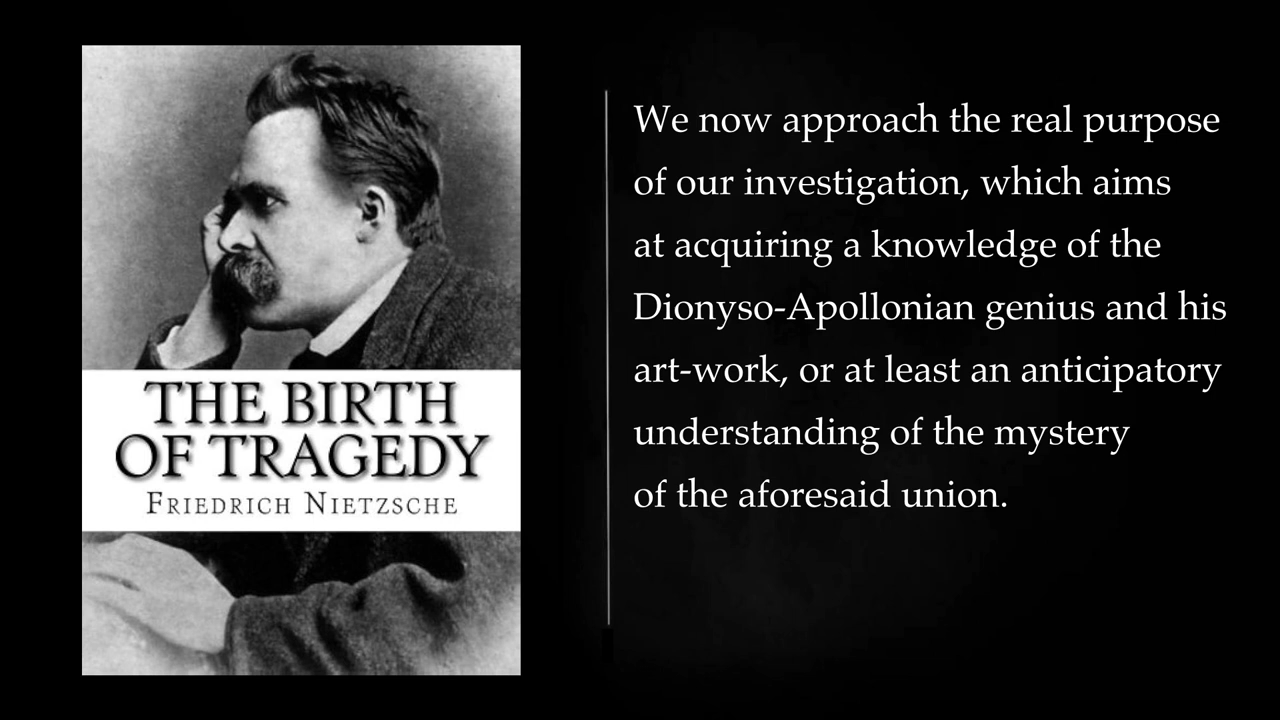 THE BIRTH
OF TRAGEDY
FRIEDRICH NIETZSCHE
We now approach the real purpose
of our investigation, which aims
at acquiring a knowledge of the
Dionyso-Apollonian genius and his
art-work, or at least an anticipatory
understanding of the mystery
of the aforesaid union.